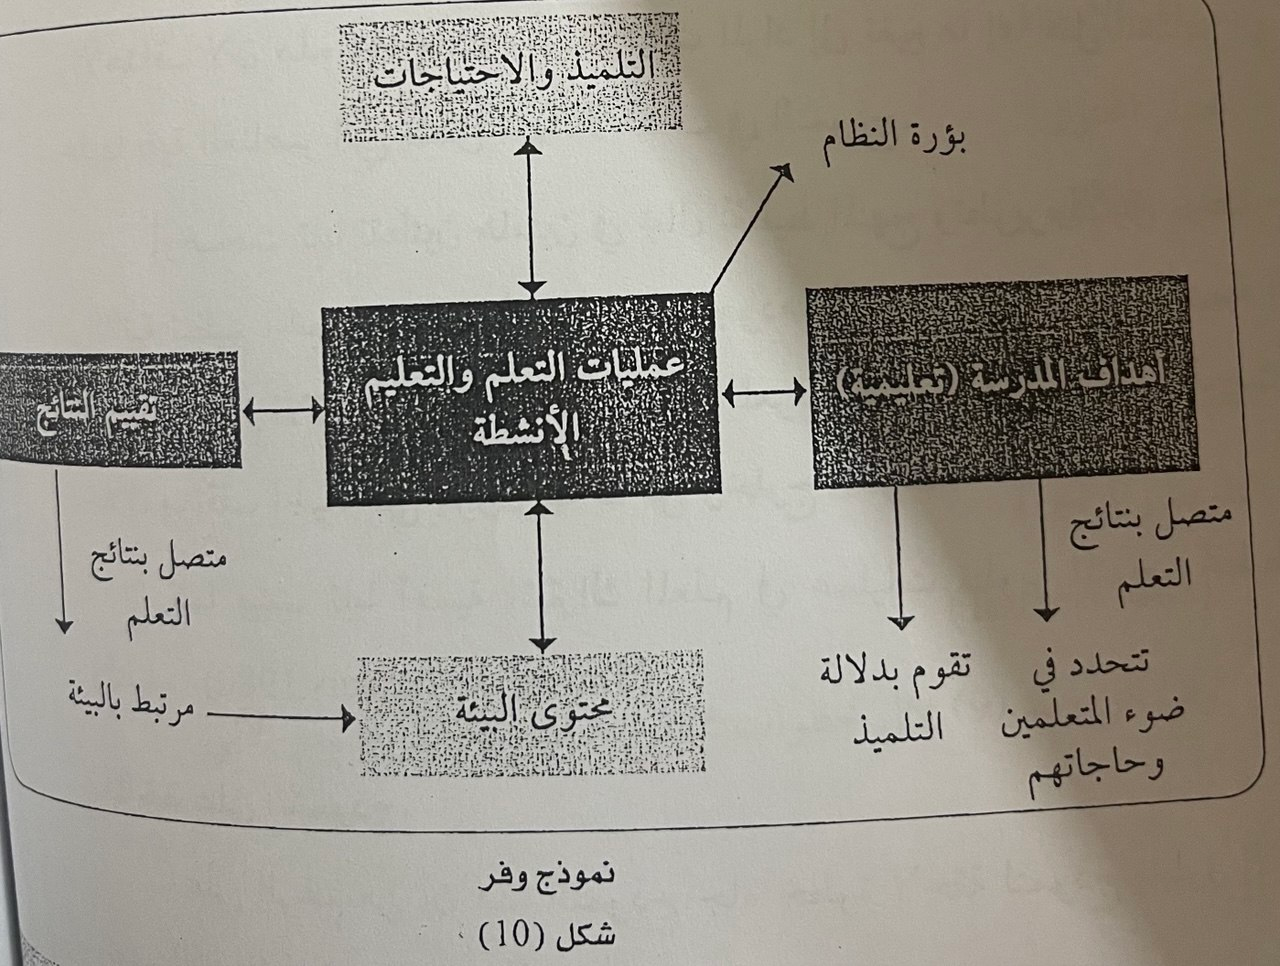 التلميذ والاحتياجات
بؤرة النظام
أهداف المدرسة (تعليمية)
عمليات التعلم والتعليم
الأنشطة
تقييم النتائج
متصل بنتائج
التعلم
متصل بنتائج
التعلم
تتحدد في
ضوء المتعلمين
وحاجاتهم
تقوم بدلالة
التلميذ
محتوى البيئة
مرتبط بالبيئة
نموذج وفر
شكل (10)